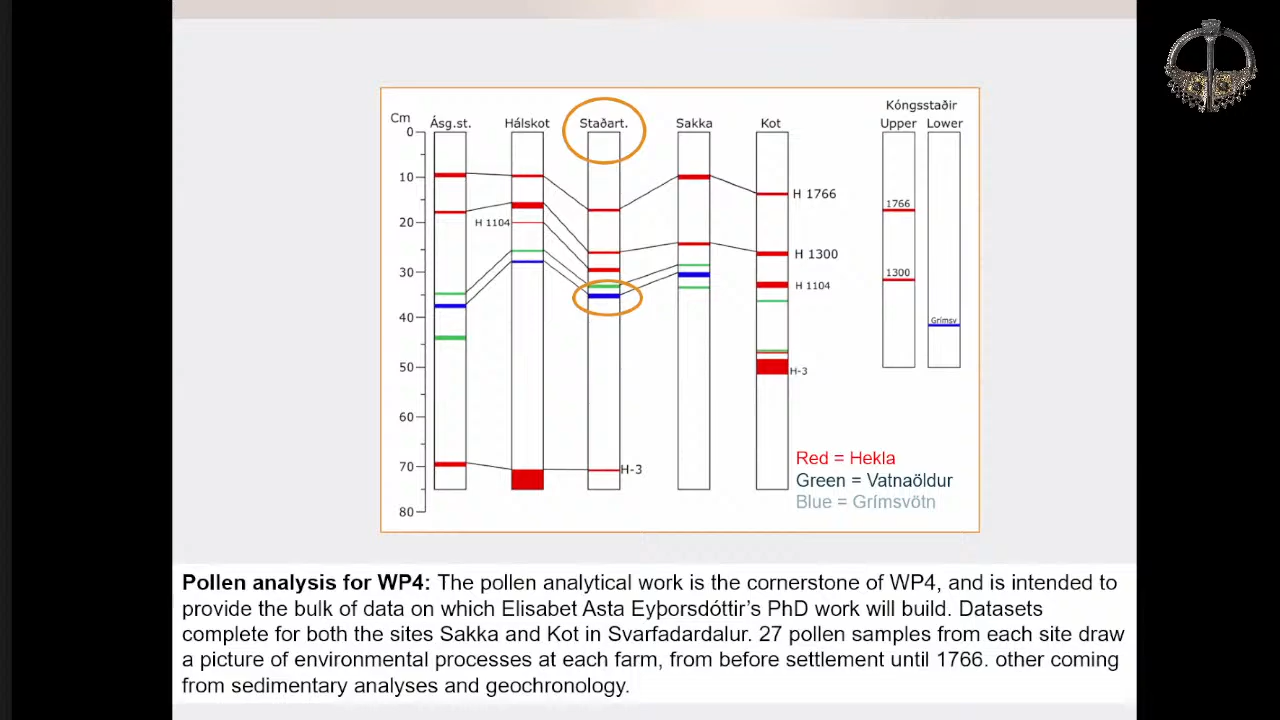 Kóngsstaðir
Cm Ásg.st. Hálskot Staðart. Sakka Kot Upper Lower
0
10
H 1766
1766
20
H 1104
H 1300
1300
30
H 1104
40
Grímsv
50
H-3
60
70
H-3
80
Red = Hekla
Green = Vatnaöldur
Blue = Grímsvötn
Pollen analysis for WP4: The pollen analytical work is the cornerstone of WP4, and is intended to
provide the bulk of data on which Elisabet Asta Eyþorsdóttir’s PhD work will build. Datasets
complete for both the sites Sakka and Kot in Svarfadardalur. 27 pollen samples from each site draw
a picture of environmental processes at each farm, from before settlement until 1766. other coming
from sedimentary analyses and geochronology.